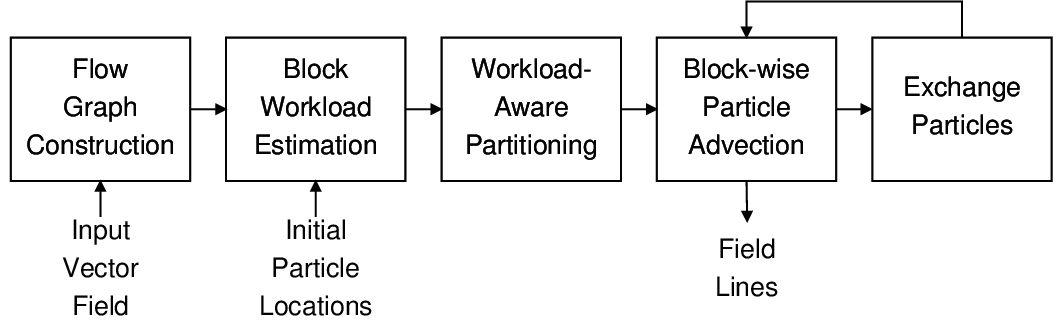 Flow
Graph
Construction
Block
Workload
Estimation
Workload-
Aware
Partitioning
Block-wise
Particle
Advection
Exchange
Particles
Input
Vector
Field
Initial
Particle
Locations
Field
Lines